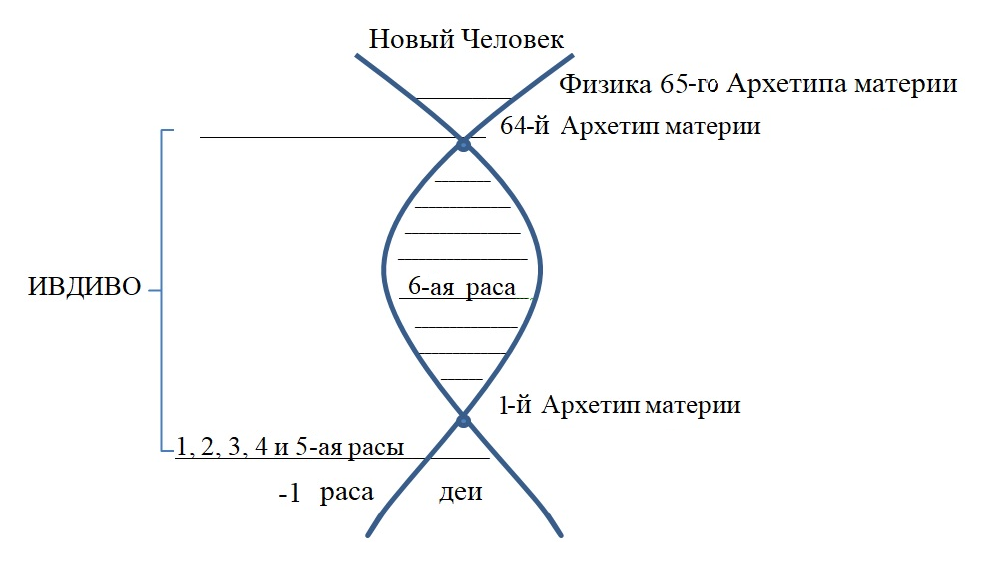 Новый Человек
Физика 65-го Архетипа материи
64-й Архетип материи
ИВДИВО
6-ая раса
1-й Архетип материи
1, 2, 3, 4 и 5-ая расы
-1 раса деи